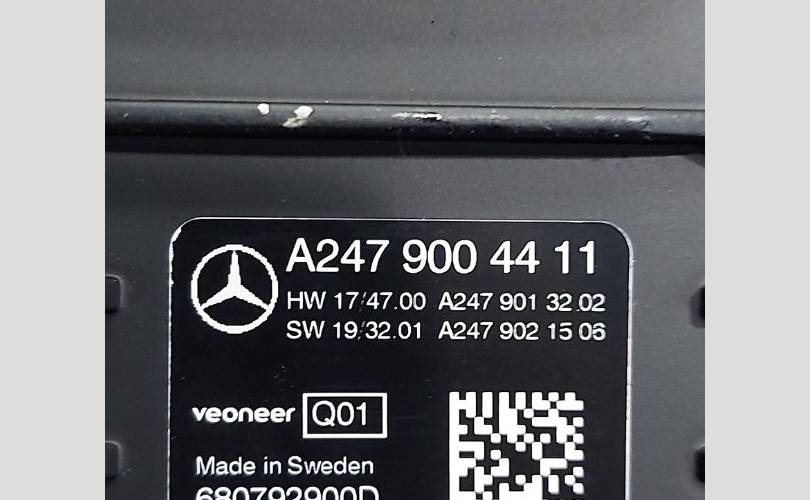 A247 900 44 11
HW 17/47.00 A247 901 32 02
SW 19/32.01 A247 902 15 06
veoneer Q01
Made in Sweden
680792900D